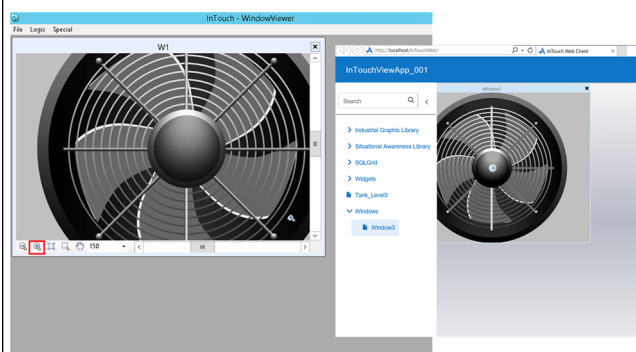 InTouch - WindowViewer
File Logic Special
W1
150
http://localhost/InTouchWeb/
InTouch Web Client
InTouchViewApp_001
Search
Industrial Graphic Library
Situational Awareness Library
SQLGrid
Widgets
Tank_Level3
Windows
Window3
Window3